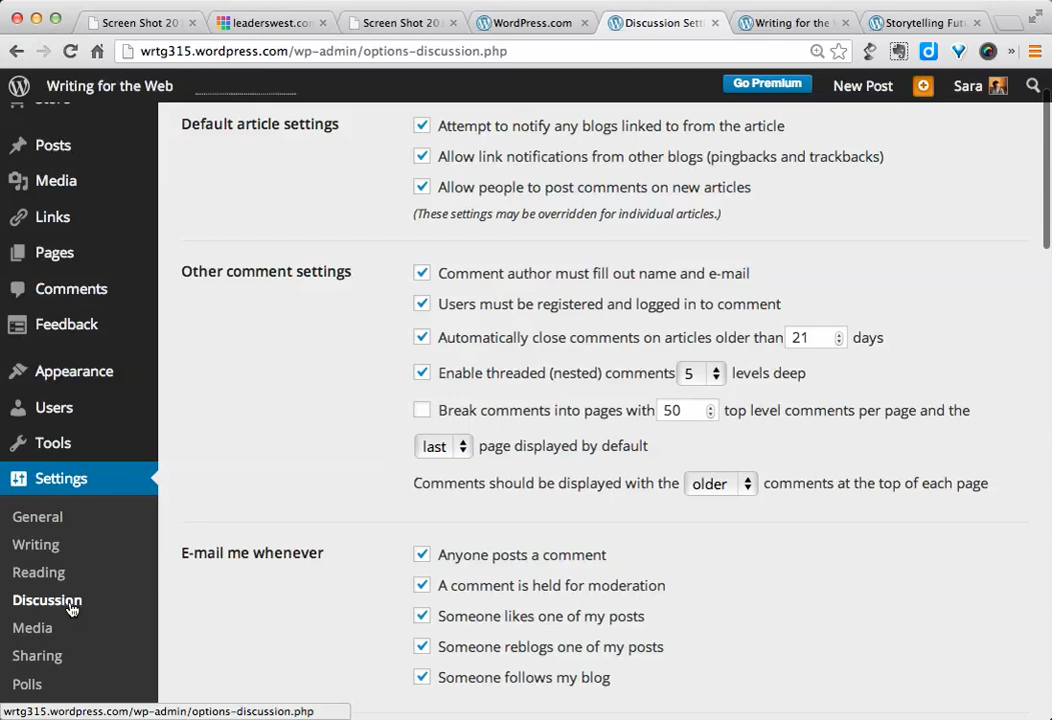 Screen Shot 20
leaderswest.com
Screen Shot 20
WordPress.com
Discussion Sett
Writing for the W
Storytelling Futu
wrtg315.wordpress.com/wp-admin/options-discussion.php
Writing for the Web
Go Premium
New Post
Sara
Store
Posts
Media
Links
Pages
Comments
Feedback
Appearance
Users
Tools
Settings
General
Writing
Reading
Discussion
Media
Sharing
Polls
Default article settings
Attempt to notify any blogs linked to from the article
Allow link notifications from other blogs (pingbacks and trackbacks)
Allow people to post comments on new articles
(These settings may be overridden for individual articles.)
Other comment settings
Comment author must fill out name and e-mail
Users must be registered and logged in to comment
Automatically close comments on articles older than 21 days
Enable threaded (nested) comments 5 levels deep
Break comments into pages with 50 top level comments per page and the
last page displayed by default
Comments should be displayed with the older comments at the top of each page
E-mail me whenever
Anyone posts a comment
A comment is held for moderation
Someone likes one of my posts
Someone reblogs one of my posts
Someone follows my blog
wrtg315.wordpress.com/wp-admin/options-discussion.php